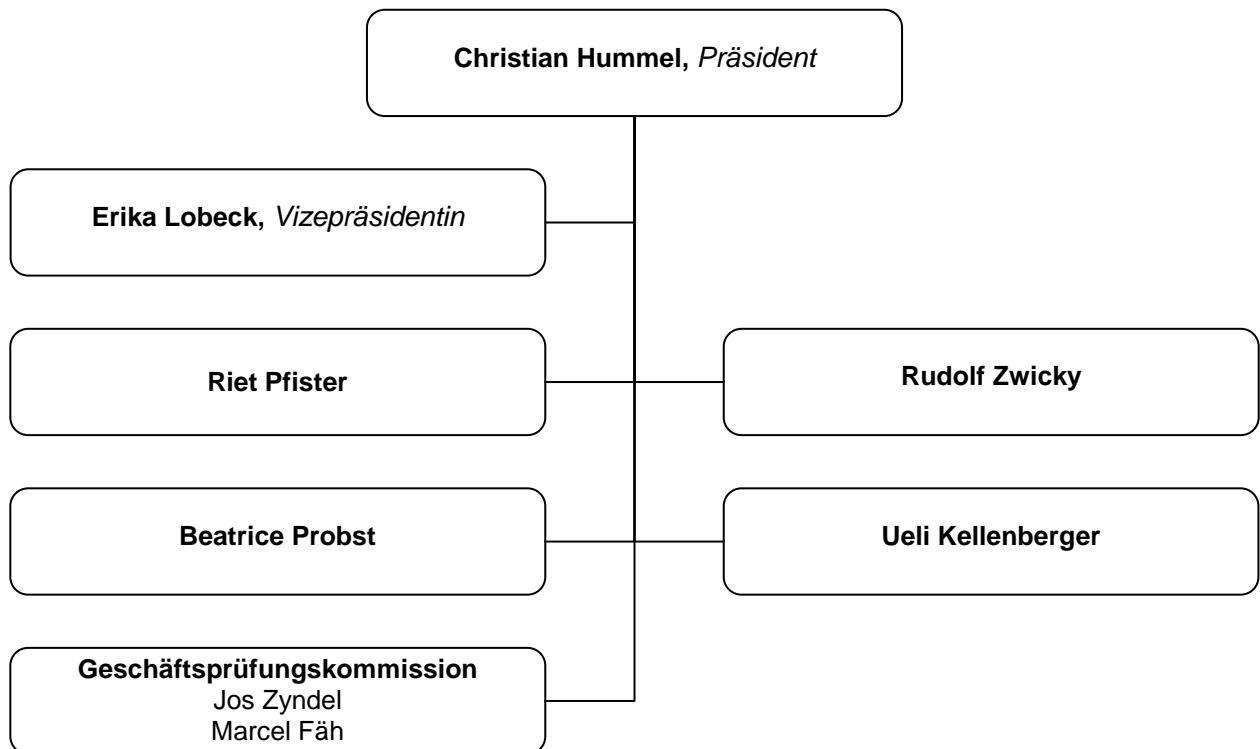 Christian Hummel, Präsident
Erika Lobeck, Vizepräsidentin
Riet Pfister
Rudolf Zwicky
Beatrice Probst
Ueli Kellenberger
Geschäftsprüfungskommission
Jos Zyndel
Marcel Fäh